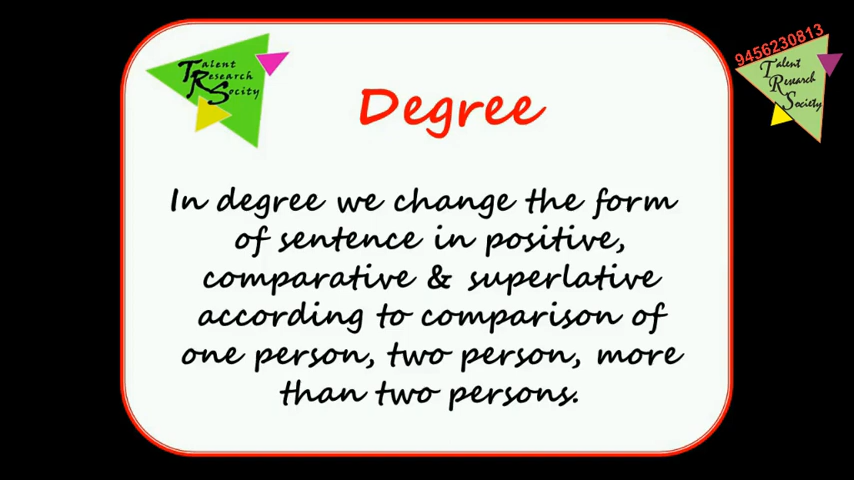 Talent
Research
Socity
9456230813
Talent
Research
Society
Degree
In degree we change the form
of sentence in positive,
comparative & superlative
according to comparison of
one person, two person, more
than two persons.